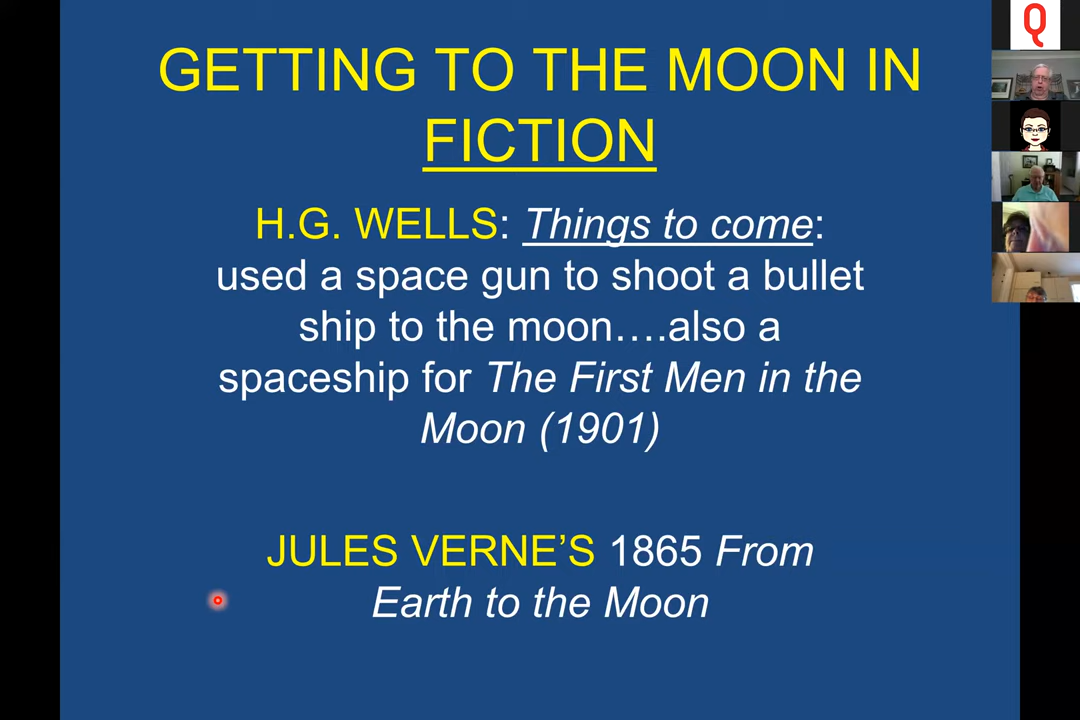 GETTING TO THE MOON IN
FICTION
H.G. WELLS: Things to come:
used a space gun to shoot a bullet
ship to the moon….also a
spaceship for The First Men in the
Moon (1901)
JULES VERNE’S 1865 From
Earth to the Moon
Q